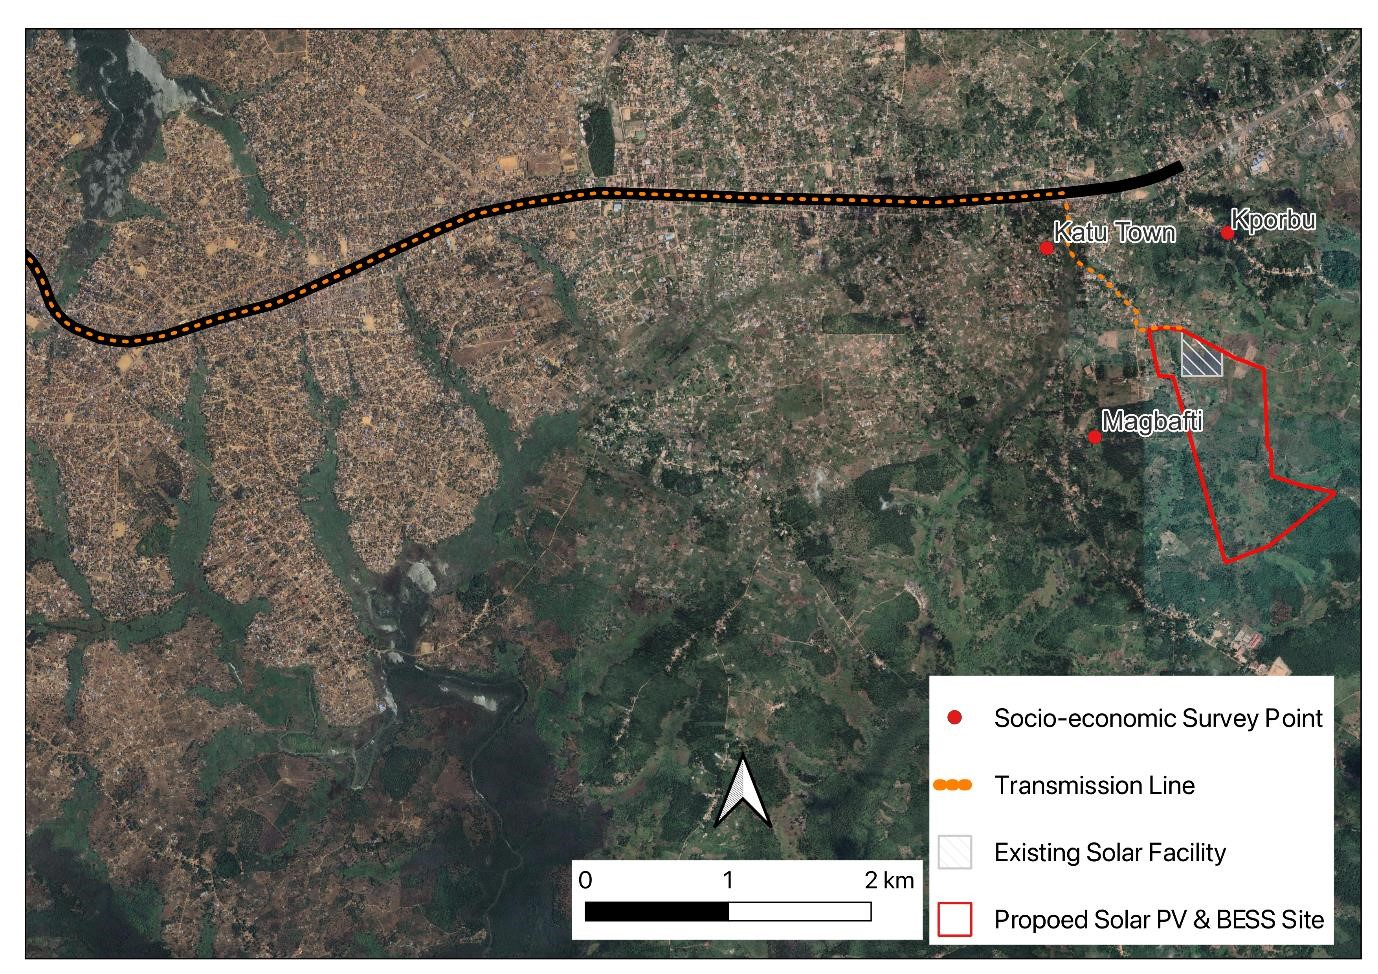 Kporbu
Katu Town
Magbafti
Socio-economic Survey Point
Transmission Line
Existing Solar Facility
Propoed Solar PV & BESS Site
0 1 2 km